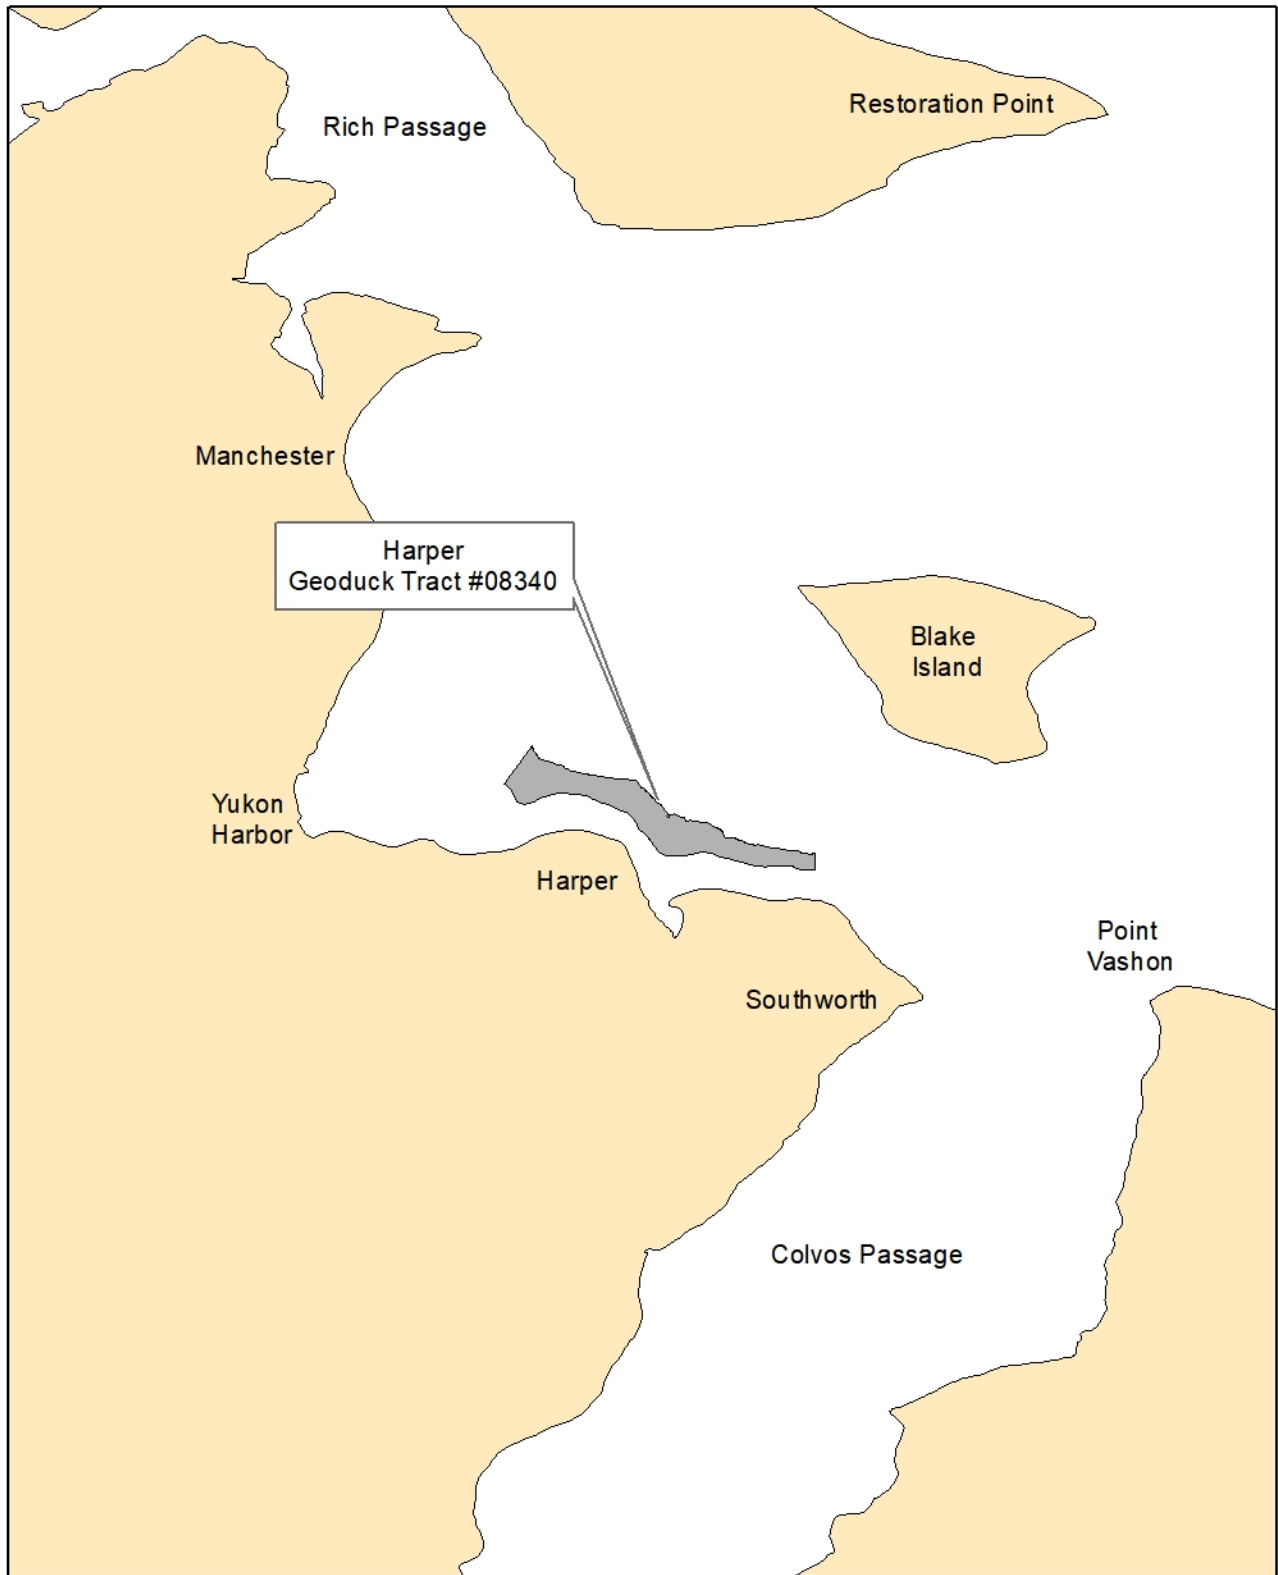 Restoration Point
Rich Passage
Manchester
Harper
Geoduck Tract #08340
Blake
Island
Yukon
Harbor
Harper
Point
Vashon
Southworth
Colvos Passage